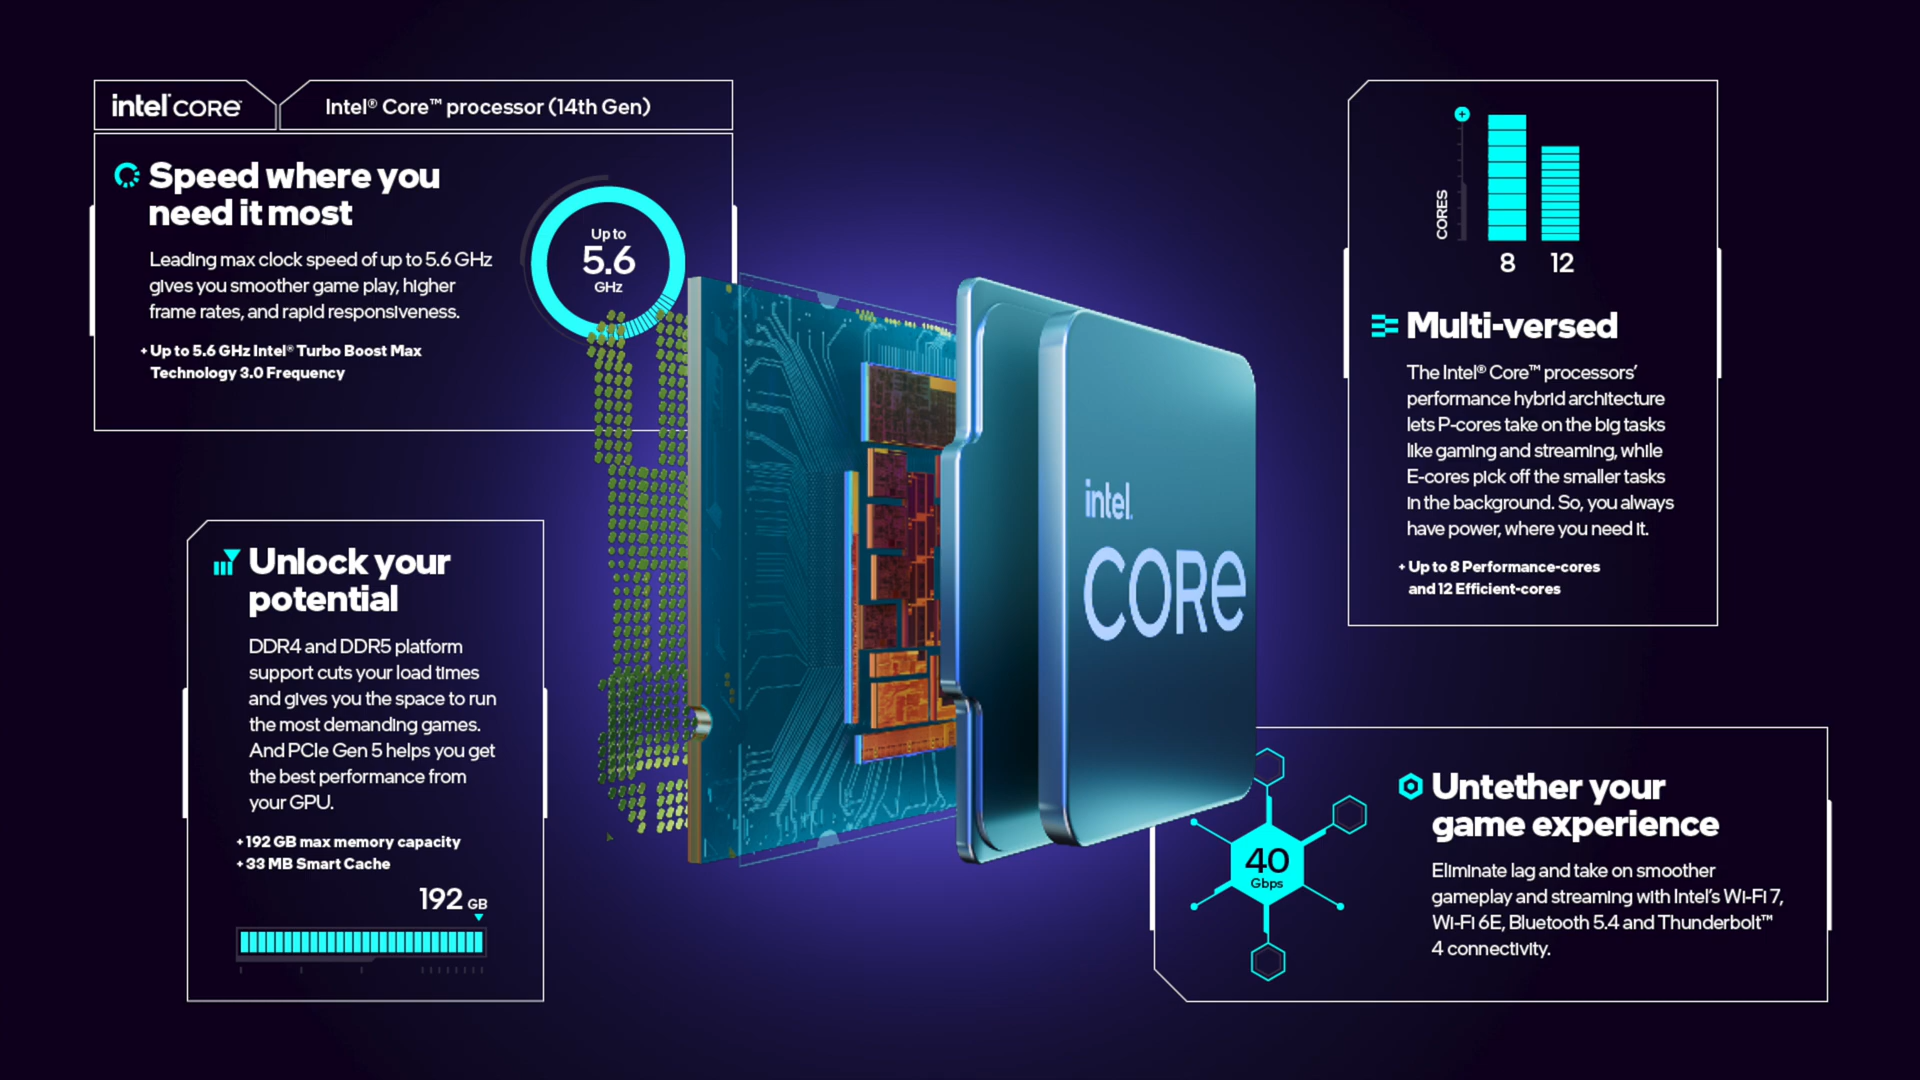 intel CORE
Intel® Core™ processor (14th Gen)
Speed where you
need it most
Leading max clock speed of up to 5.6 GHz
gives you smoother game play, higher
frame rates, and rapid responsiveness.
+ Up to 5.6 GHz Intel® Turbo Boost Max
Technology 3.0 Frequency
Up to
5.6
GHz
Unlock your
potential
DDR4 and DDR5 platform
support cuts your load times
and gives you the space to run
the most demanding games.
And PCIe Gen 5 helps you get
the best performance from
your GPU.
+ 192 GB max memory capacity
+ 33 MB Smart Cache
192 GB
intel.
CORe
+
CORES
8 12
Multi-versed
The Intel® Core™ processors’
performance hybrid architecture
lets P-cores take on the big tasks
like gaming and streaming, while
E-cores pick off the smaller tasks
in the background. So, you always
have power, where you need it.
+ Up to 8 Performance-cores
and 12 Efficient-cores
40
Gbps
Untether your
game experience
Eliminate lag and take on smoother
gameplay and streaming with Intel’s Wi-Fi 7,
Wi-Fi 6E, Bluetooth 5.4 and Thunderbolt™
4 connectivity.